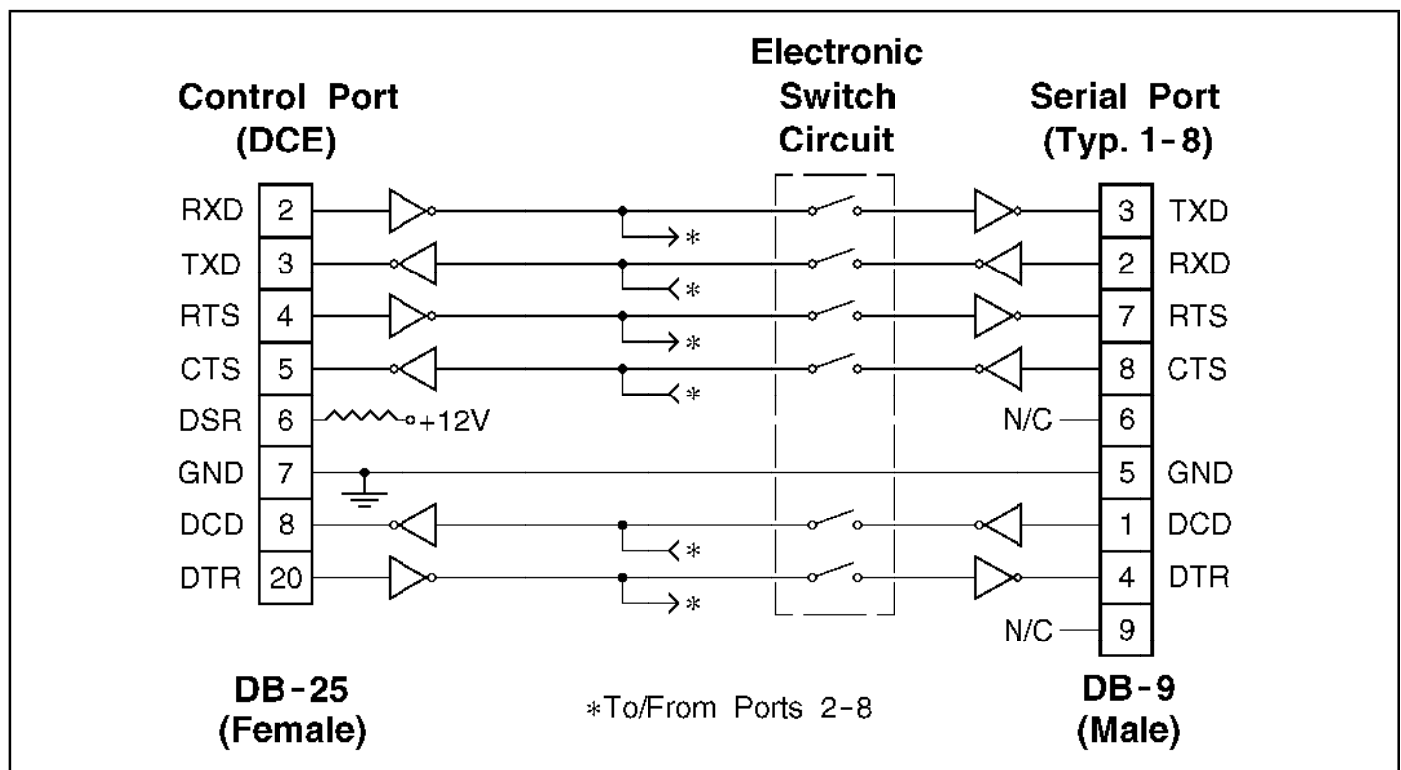 Electronic
Switch
Circuit
Control Port
(DCE)
Serial Port
(Typ. 1-8)
RXD 2 3 TXD
*
TXD 3 2 RXD
*
RTS 4 7 RTS
*
CTS 5 8 CTS
*
DSR 6 +12V N/C 6
GND 7 5 GND
DCD 8 1 DCD
*
DTR 20 4 DTR
*
N/C 9
DB-25
(Female)
*To/From Ports 2-8
DB-9
(Male)